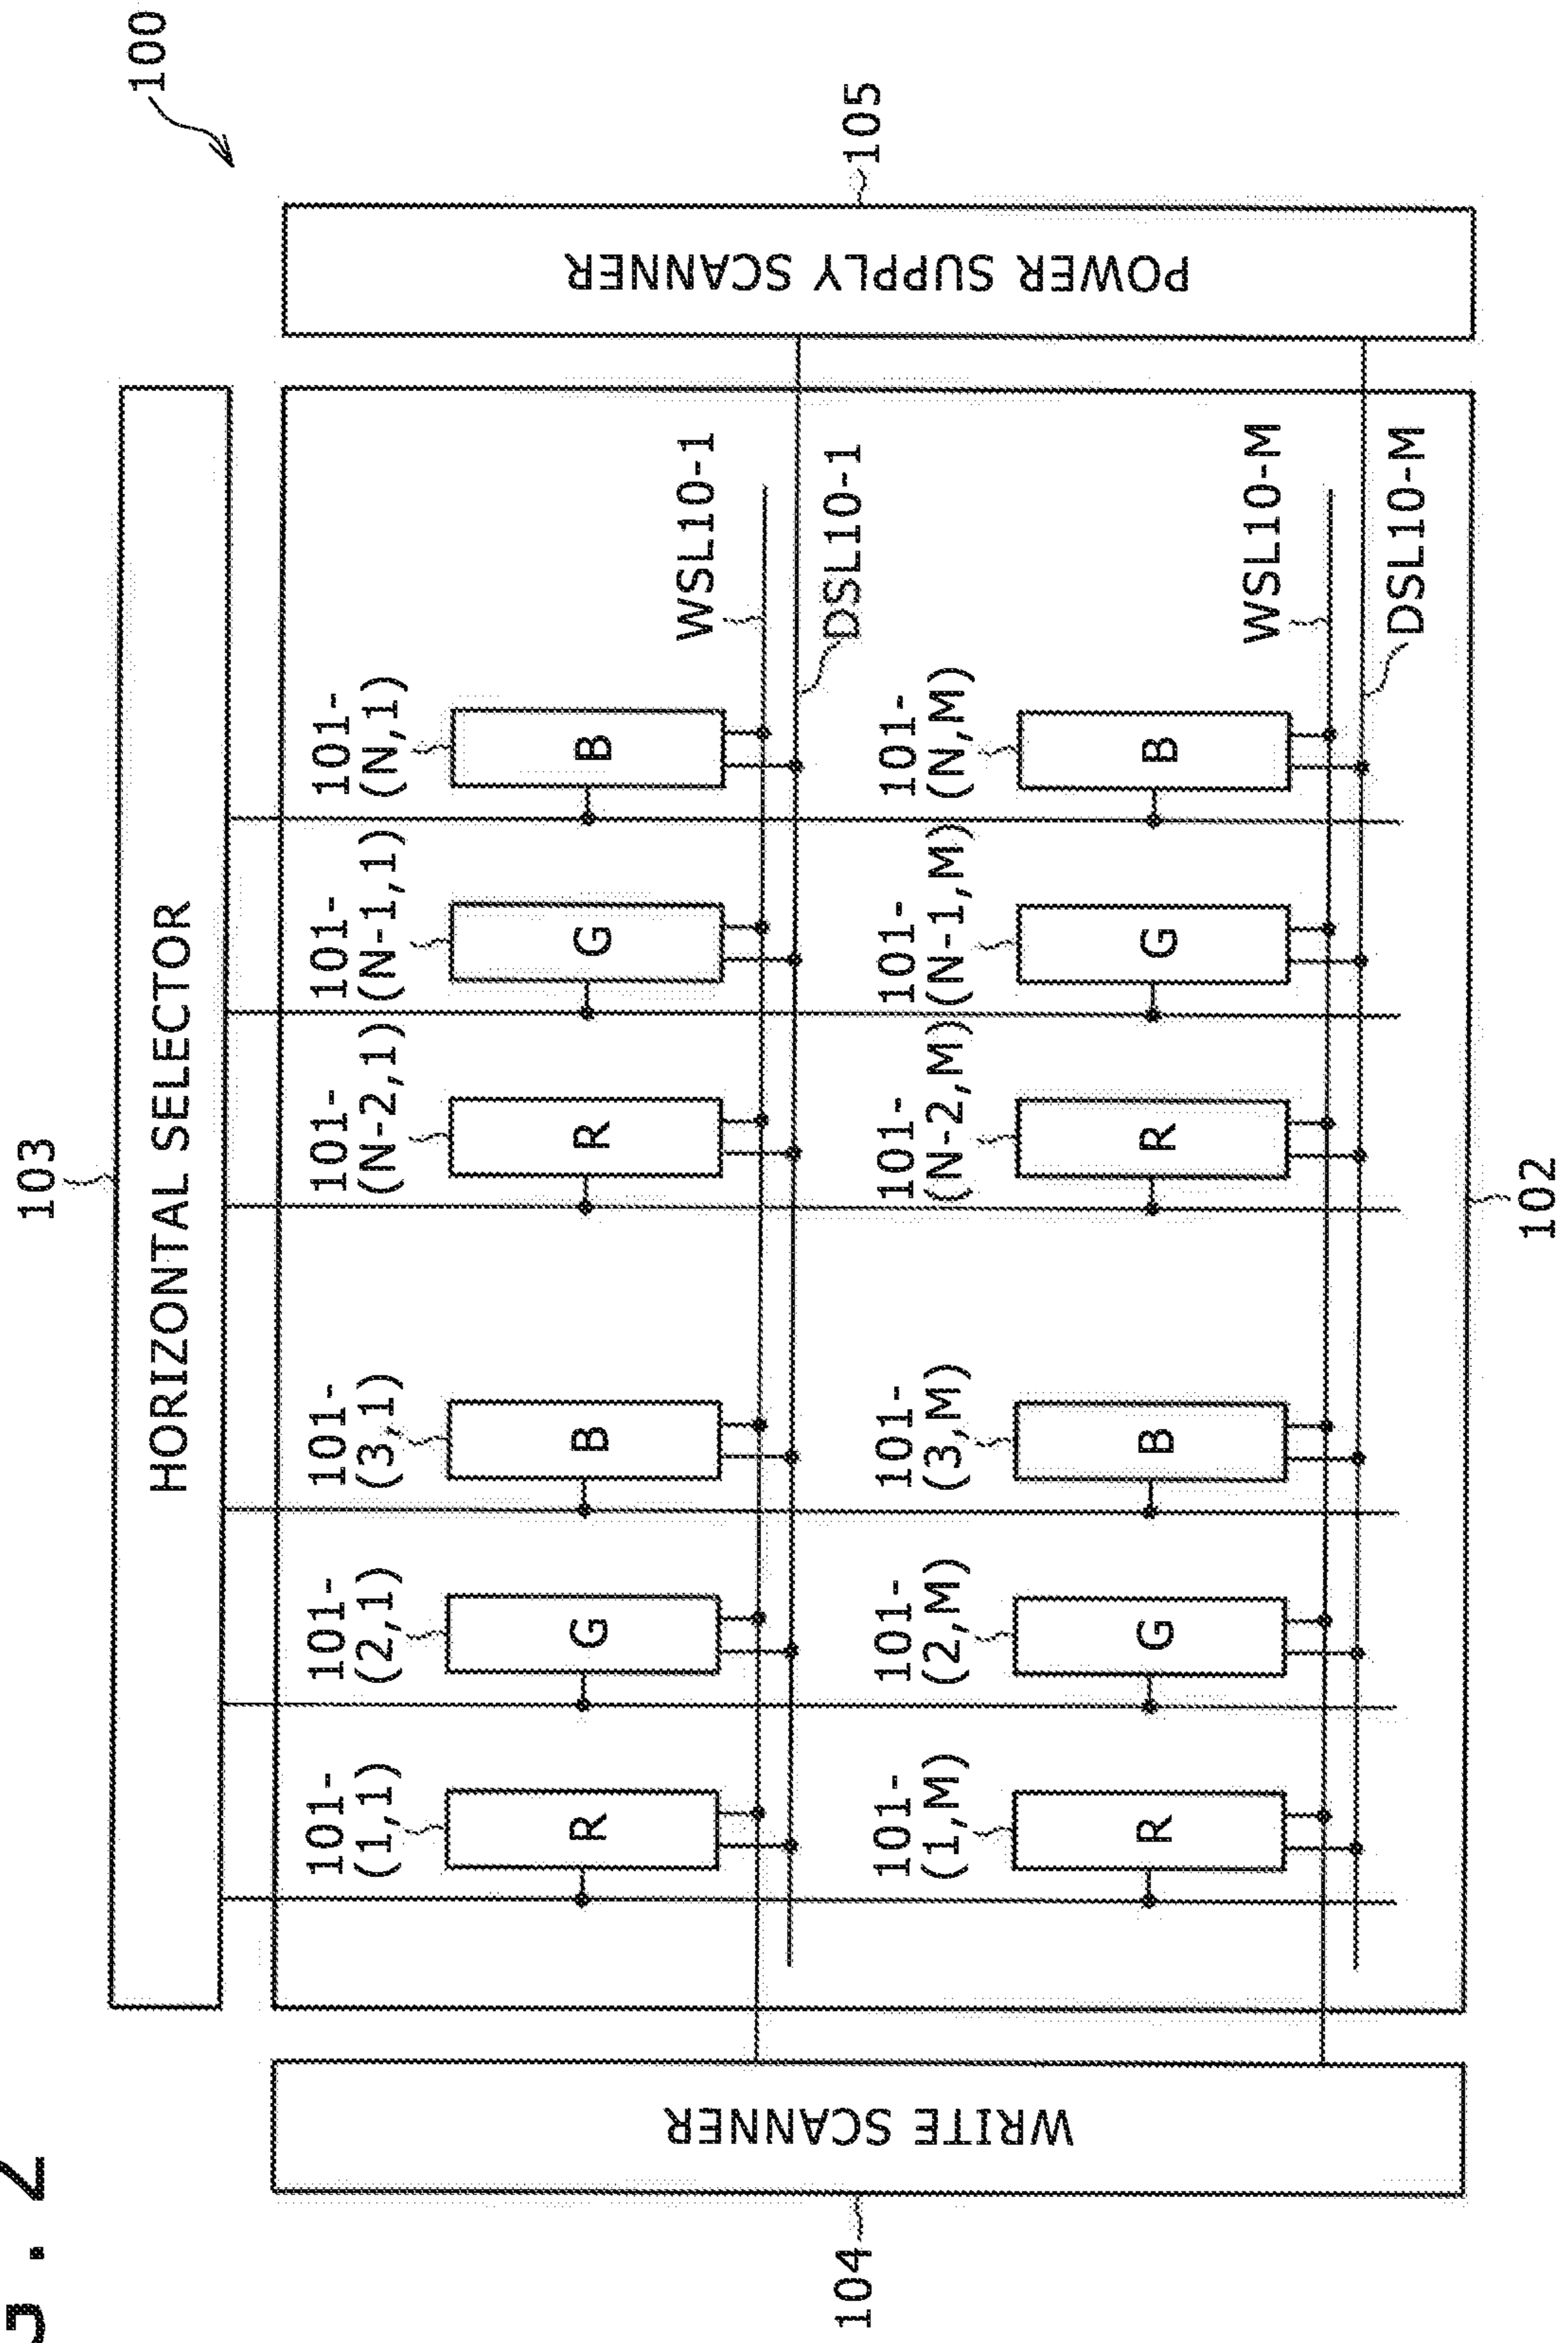 G. 2
100
103
HORIZONTAL SELECTOR
101-
(1,1)
101-
(2,1)
101-
(3,1)
101-
(N-2,1)
101-
(N-1,1)
101-
(N,1)
R
G
B
R
G
B
WSL10-1
DSL10-1
104
WRITE SCANNER
POWER SUPPLY SCANNER
105
101-
(1,M)
101-
(2,M)
101-
(3,M)
101-
(N-2,M)
101-
(N-1,M)
101-
(N,M)
R
G
B
R
G
B
WSL10-M
DSL10-M
102